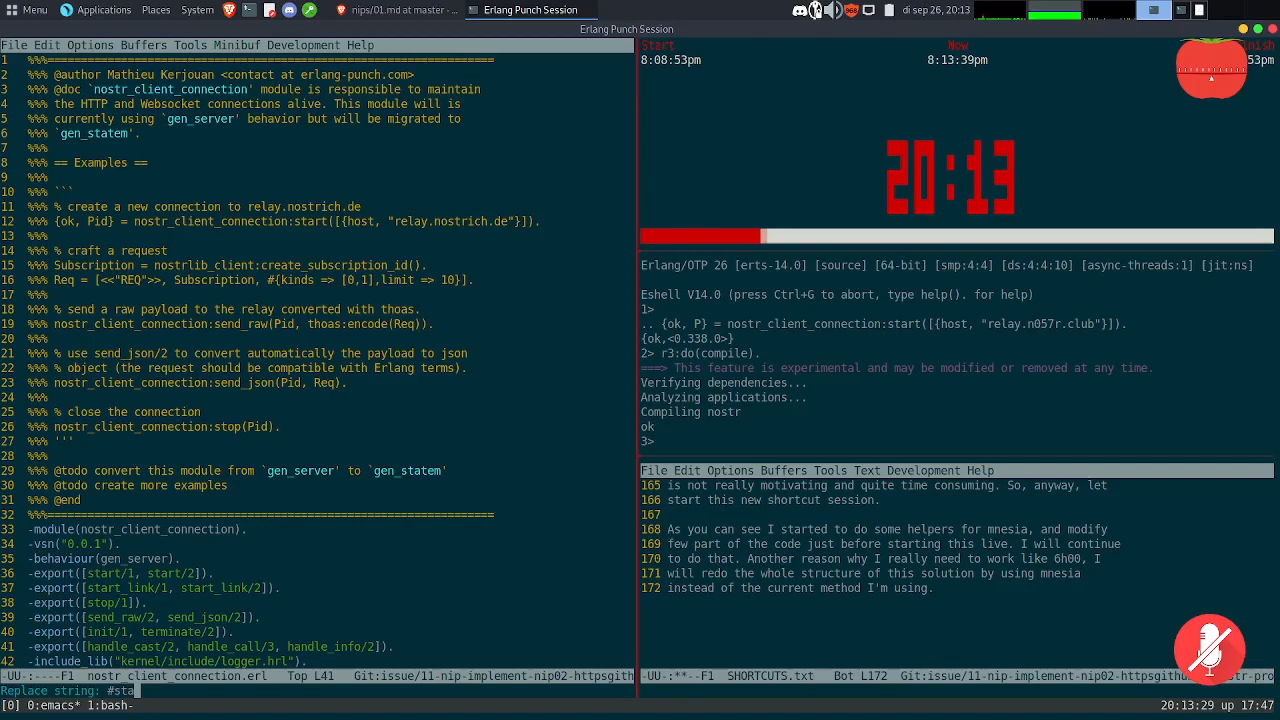 Menu Applications Places System nips/01.md at master - ... Erlang Punch Session 968 di sep 26, 20:13
Erlang Punch Session
File Edit Options Buffers Tools Minibuf Development Help
1 %%%===================================================================
2 %%% @author Mathieu Kerjouan <contact at erlang-punch.com>
3 %%% @doc `nostr_client_connection' module is responsible to maintain
4 %%% the HTTP and Websocket connections alive. This module will is
5 %%% currently using `gen_server' behavior but will be migrated to
6 %%% `gen_statem'.
7 %%%
8 %%% == Examples ==
9 %%%
10 %%% ```
11 %%% % create a new connection to relay.nostrich.de
12 %%% {ok, Pid} = nostr_client_connection:start([{host, "relay.nostrich.de"}]).
13 %%%
14 %%% % craft a request
15 %%% Subscription = nostrlib_client:create_subscription_id().
16 %%% Req = [<<"REQ">>, Subscription, #{kinds => [0,1],limit => 10}].
17 %%%
18 %%% % send a raw payload to the relay converted with thoas.
19 %%% nostr_client_connection:send_raw(Pid, thoas:encode(Req)).
20 %%%
21 %%% % use send_json/2 to convert automatically the payload to json
22 %%% % object (the request should be compatible with Erlang terms).
23 %%% nostr_client_connection:send_json(Pid, Req).
24 %%%
25 %%% % close the connection
26 %%% nostr_client_connection:stop(Pid).
27 %%% '''
28 %%%
29 %%% @todo convert this module from `gen_server' to `gen_statem'
30 %%% @todo create more examples
31 %%% @end
32 %%%===================================================================
33 -module(nostr_client_connection).
34 -vsn("0.0.1").
35 -behaviour(gen_server).
36 -export([start/1, start/2]).
37 -export([start_link/1, start_link/2]).
38 -export([stop/1]).
39 -export([send_raw/2, send_json/2]).
40 -export([init/1, terminate/2]).
41 -export([handle_cast/2, handle_call/3, handle_info/2]).
42 -include_lib("kernel/include/logger.hrl").
-UU-:----F1 nostr_client_connection.erl Top L41 Git:issue/11-nip-implement-nip02-httpsgith
Replace string: #sta
[0] 0:emacs* 1:bash-
Start Now inish
8:08:53pm 8:13:39pm 53pm
20:13
Erlang/OTP 26 [erts-14.0] [source] [64-bit] [smp:4:4] [ds:4:4:10] [async-threads:1] [jit:ns]
Eshell V14.0 (press Ctrl+G to abort, type help(). for help)
1>
.. {ok, P} = nostr_client_connection:start([{host, "relay.n057r.club"}]).
{ok,<0.338.0>}
2> r3:do(compile).
===> This feature is experimental and may be modified or removed at any time.
Verifying dependencies...
Analyzing applications...
Compiling nostr
ok
3>
File Edit Options Buffers Tools Text Development Help
165 is not really motivating and quite time consuming. So, anyway, let
166 start this new shortcut session.
167
168 As you can see I started to do some helpers for mnesia, and modify
169 few part of the code just before starting this live. I will continue
170 to do that. Another reason why I really need to work like 6h00, I
171 will redo the whole structure of this solution by using mnesia
172 instead of the current method I'm using.
-UU-:**--F1 SHORTCUTS.txt Bot L172 Git:issue/11-nip-implement-nip02-httpsgithub-com-nostr-pro
20:13:29 up 17:47